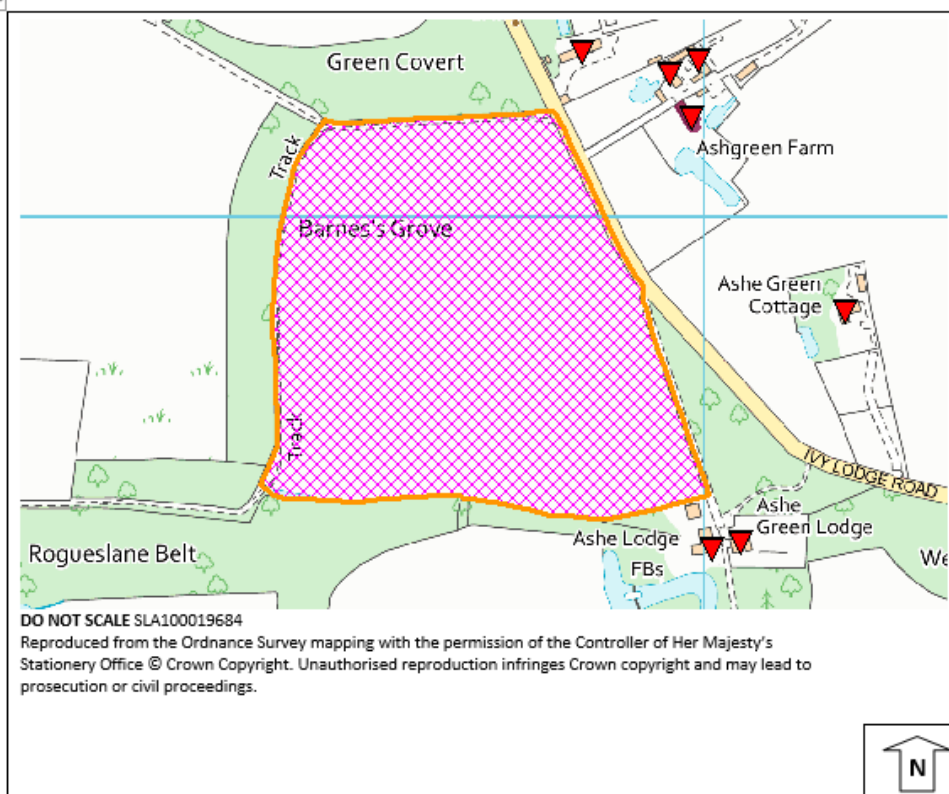 Green Covert
Track
Ashgreen Farm
Barnes's Grove
Ashe Green
Cottage
Track
IVY LODGE ROAD
Rogueslane Belt
Ashe Lodge
Ashe
Green Lodge
FBs
We
DO NOT SCALE SLA100019684
Reproduced from the Ordnance Survey mapping with the permission of the Controller of Her Majesty's
Stationery Office © Crown Copyright. Unauthorised reproduction infringes Crown copyright and may lead to
prosecution or civil proceedings.
N